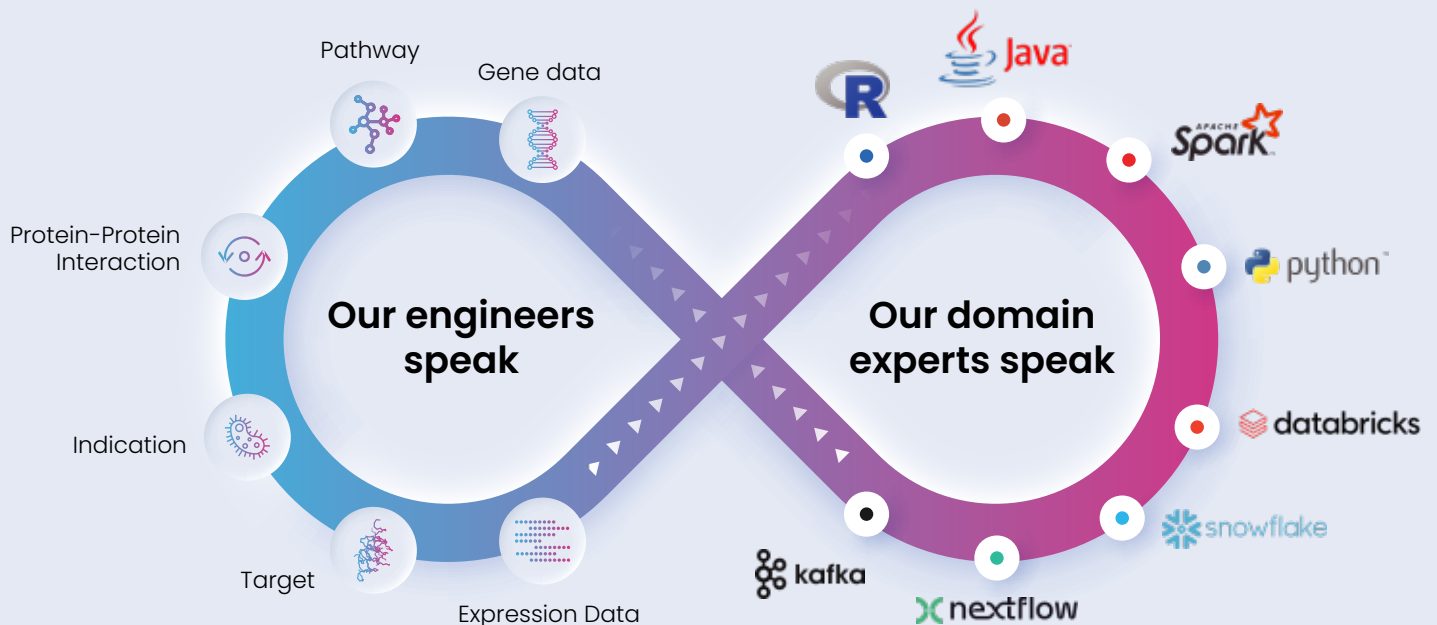 Pathway
Gene data
Protein-Protein
Interaction
Our engineers
speak
Indication
Target
Expression Data
R
Java
APACHE
Spark
python
Our domain
experts speak
databricks
snowflake
kafka
nextflow